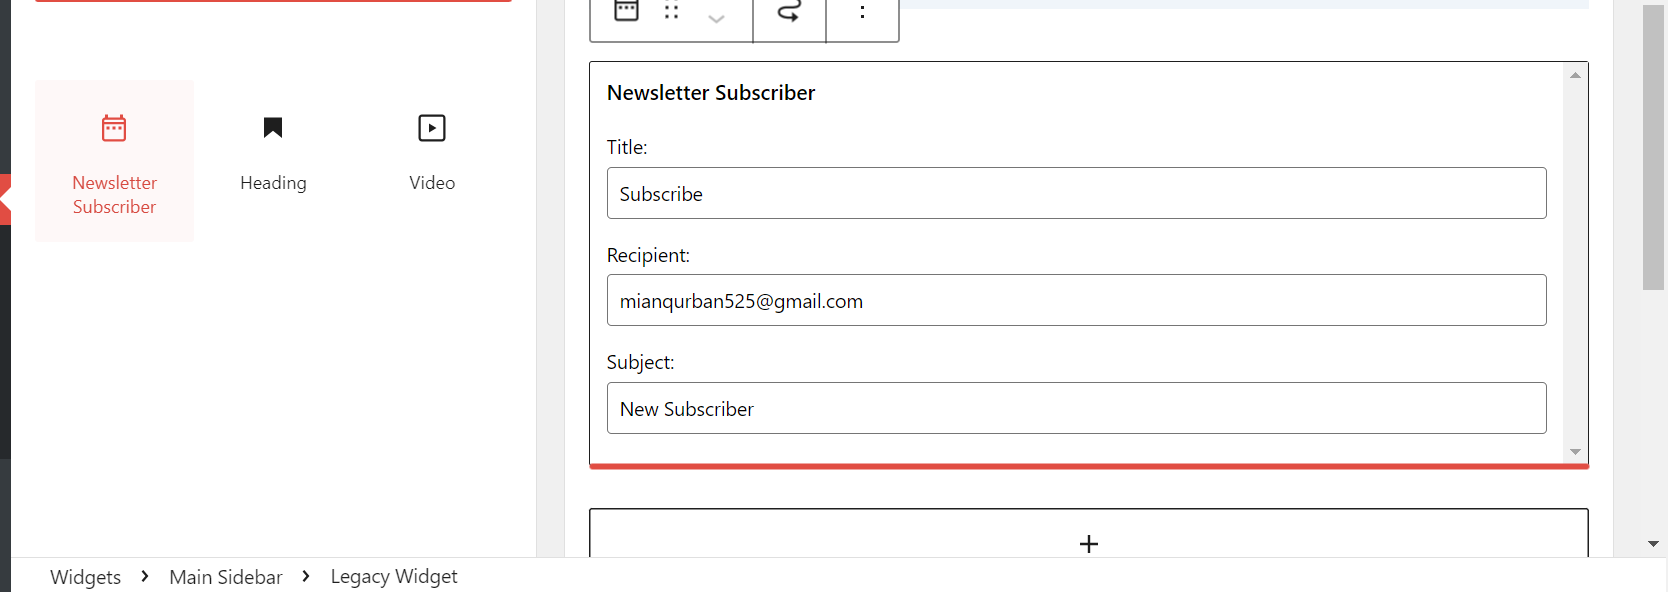 Newsletter
Subscriber
Heading
Video
Newsletter Subscriber
Title:
Subscribe
Recipient:
mianqurban525@gmail.com
Subject:
New Subscriber
Widgets > Main Sidebar > Legacy Widget